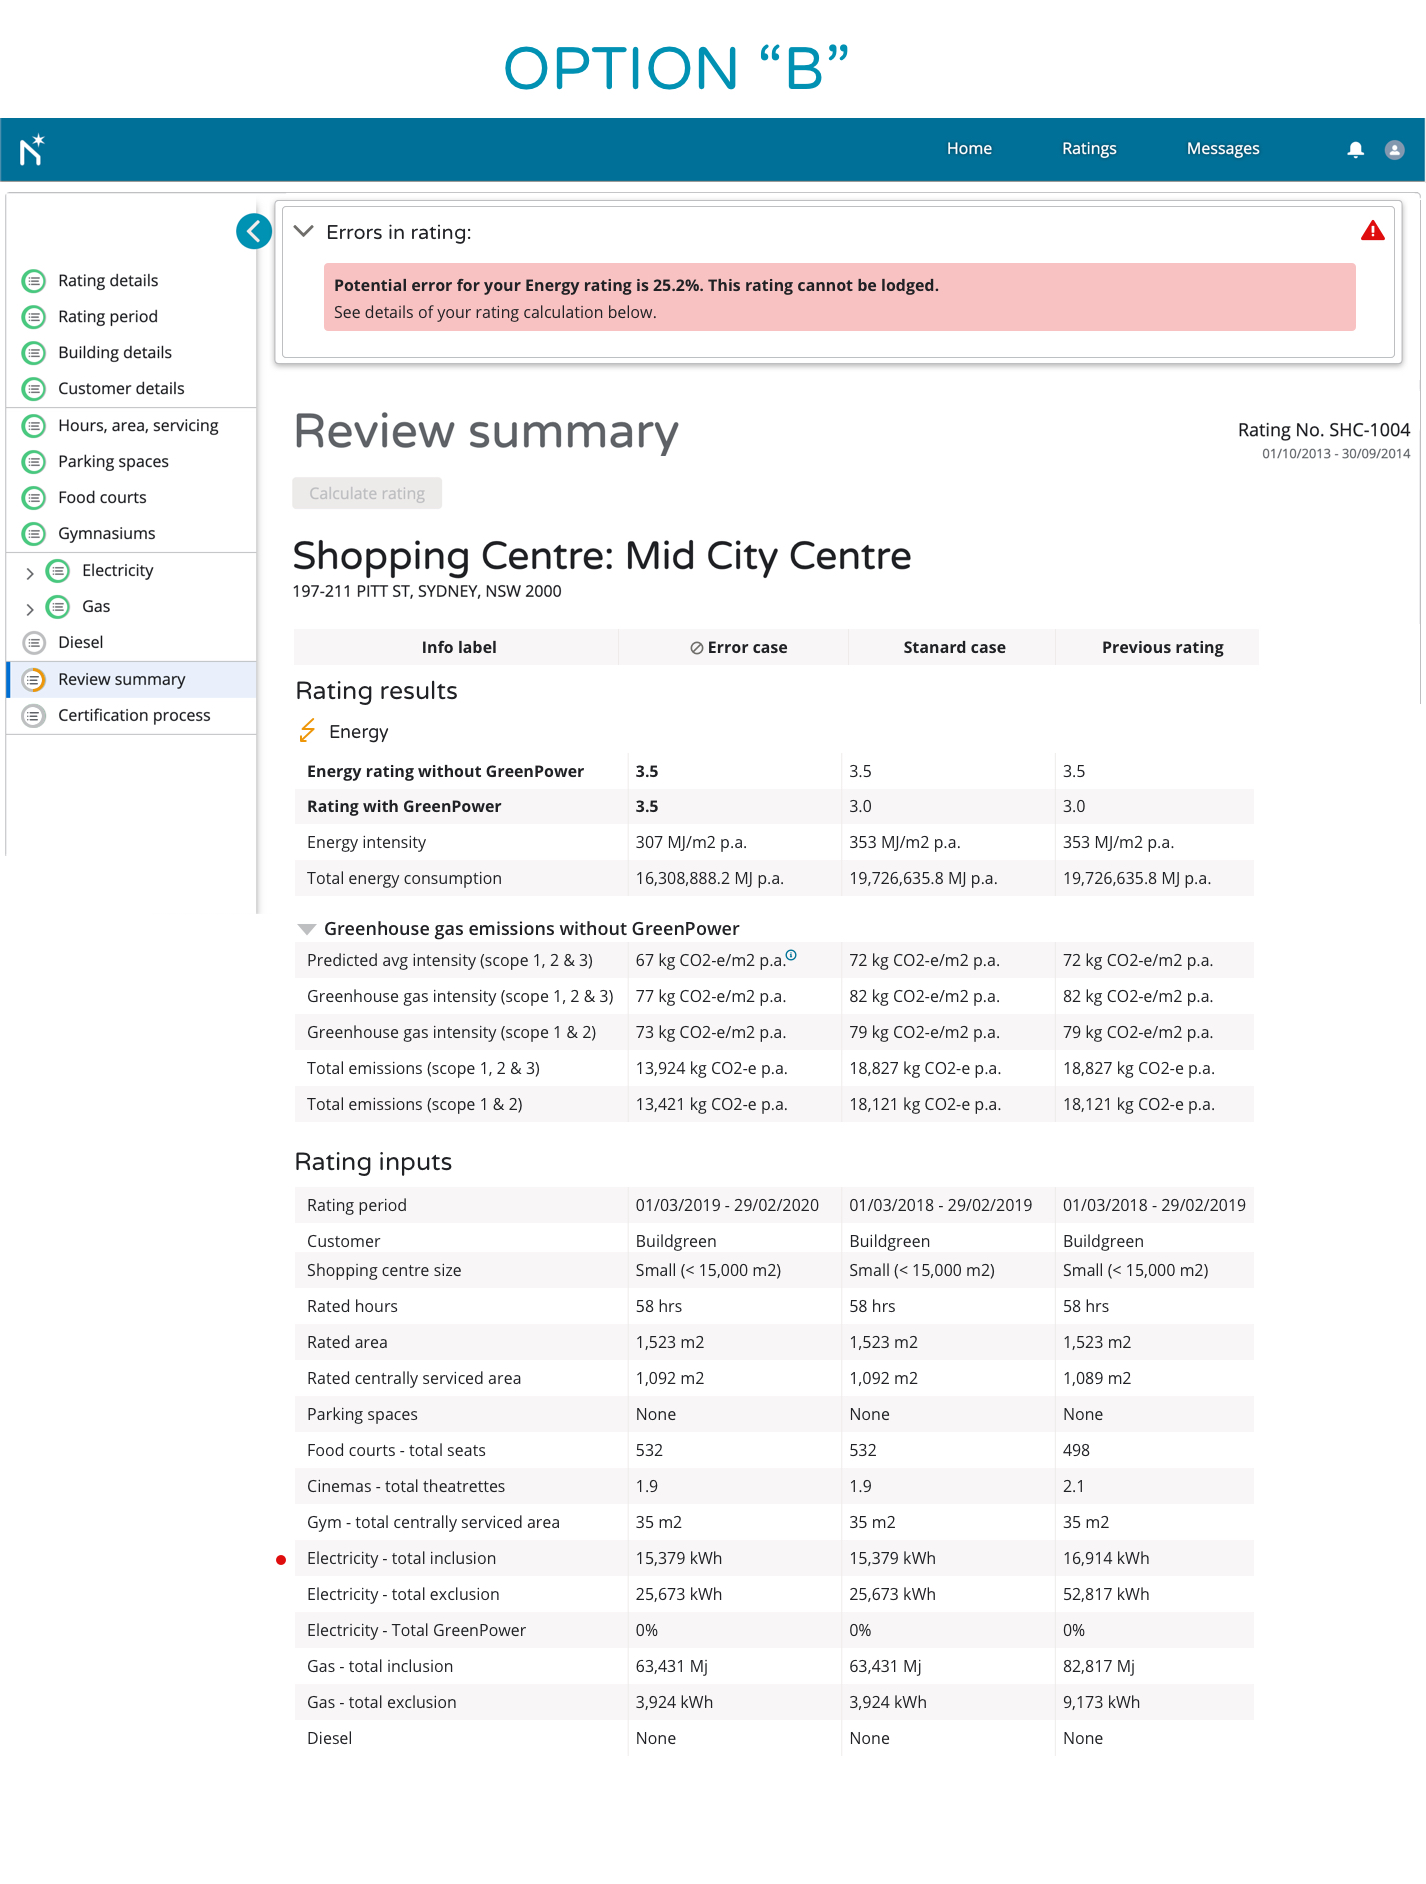 OPTION “B”
Home Ratings Messages
Errors in rating:
Potential error for your Energy rating is 25.2%. This rating cannot be lodged.
See details of your rating calculation below.
Rating details
Rating period
Building details
Customer details
Hours, area, servicing
Parking spaces
Food courts
Gymnasiums
Electricity
Gas
Diesel
Review summary
Certification process
Review summary
Rating No. SHC-1004
01/10/2013 - 30/09/2014
Calculate rating
Shopping Centre: Mid City Centre
197-211 PITT ST, SYDNEY, NSW 2000
Info label Error case Stanard case Previous rating
Rating results
Energy
Energy rating without GreenPower 3.5 3.5 3.5
Rating with GreenPower 3.5 3.0 3.0
Energy intensity 307 MJ/m2 p.a. 353 MJ/m2 p.a. 353 MJ/m2 p.a.
Total energy consumption 16,308,888.2 MJ p.a. 19,726,635.8 MJ p.a. 19,726,635.8 MJ p.a.
Greenhouse gas emissions without GreenPower
Predicted avg intensity (scope 1, 2 & 3) 67 kg CO2-e/m2 p.a. 72 kg CO2-e/m2 p.a. 72 kg CO2-e/m2 p.a.
Greenhouse gas intensity (scope 1, 2 & 3) 77 kg CO2-e/m2 p.a. 82 kg CO2-e/m2 p.a. 82 kg CO2-e/m2 p.a.
Greenhouse gas intensity (scope 1 & 2) 73 kg CO2-e/m2 p.a. 79 kg CO2-e/m2 p.a. 79 kg CO2-e/m2 p.a.
Total emissions (scope 1, 2 & 3) 13,924 kg CO2-e p.a. 18,827 kg CO2-e p.a. 18,827 kg CO2-e p.a.
Total emissions (scope 1 & 2) 13,421 kg CO2-e p.a. 18,121 kg CO2-e p.a. 18,121 kg CO2-e p.a.
Rating inputs
Rating period 01/03/2019 - 29/02/2020 01/03/2018 - 29/02/2019 01/03/2018 - 29/02/2019
Customer Buildgreen Buildgreen Buildgreen
Shopping centre size Small (< 15,000 m2) Small (< 15,000 m2) Small (< 15,000 m2)
Rated hours 58 hrs 58 hrs 58 hrs
Rated area 1,523 m2 1,523 m2 1,523 m2
Rated centrally serviced area 1,092 m2 1,092 m2 1,089 m2
Parking spaces None None None
Food courts - total seats 532 532 498
Cinemas - total theatrettes 1.9 1.9 2.1
Gym - total centrally serviced area 35 m2 35 m2 35 m2
Electricity - total inclusion 15,379 kWh 15,379 kWh 16,914 kWh
Electricity - total exclusion 25,673 kWh 25,673 kWh 52,817 kWh
Electricity - Total GreenPower 0% 0% 0%
Gas - total inclusion 63,431 Mj 63,431 Mj 82,817 Mj
Gas - total exclusion 3,924 kWh 3,924 kWh 9,173 kWh
Diesel None None None